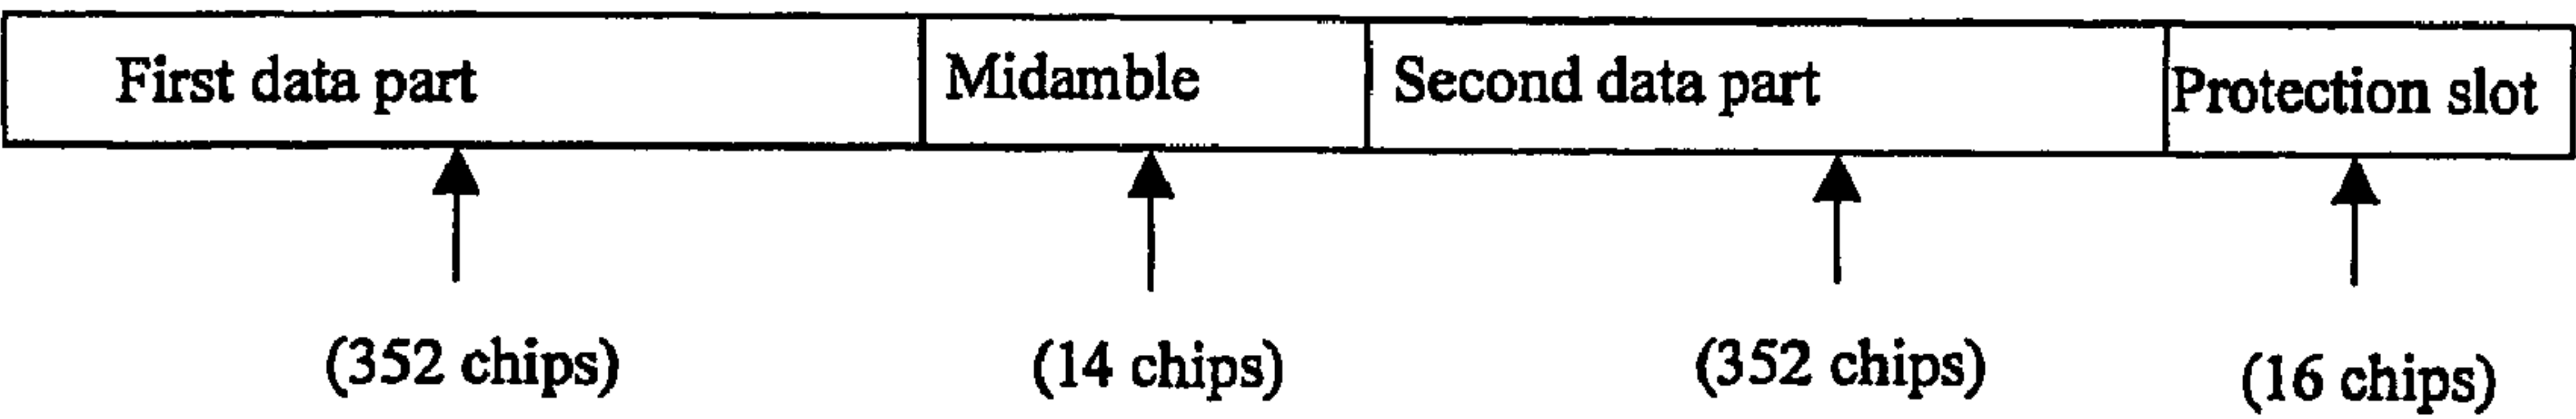 First data part
Midamble
Second data part
Protection slot
(352 chips)
(14 chips)
(352 chips)
(16 chips)